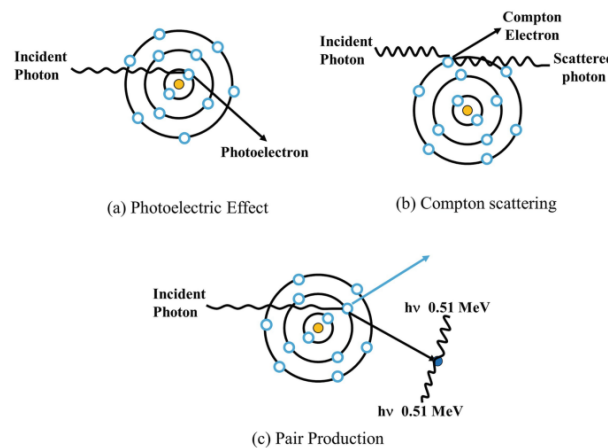 Incident
Photon
Photoelectron
(a) Photoelectric Effect
Compton
Electron
Incident
Photon
Scattered
photon
(b) Compton scattering
Incident
Photon
hν 0.51 MeV
hν 0.51 MeV
(c) Pair Production